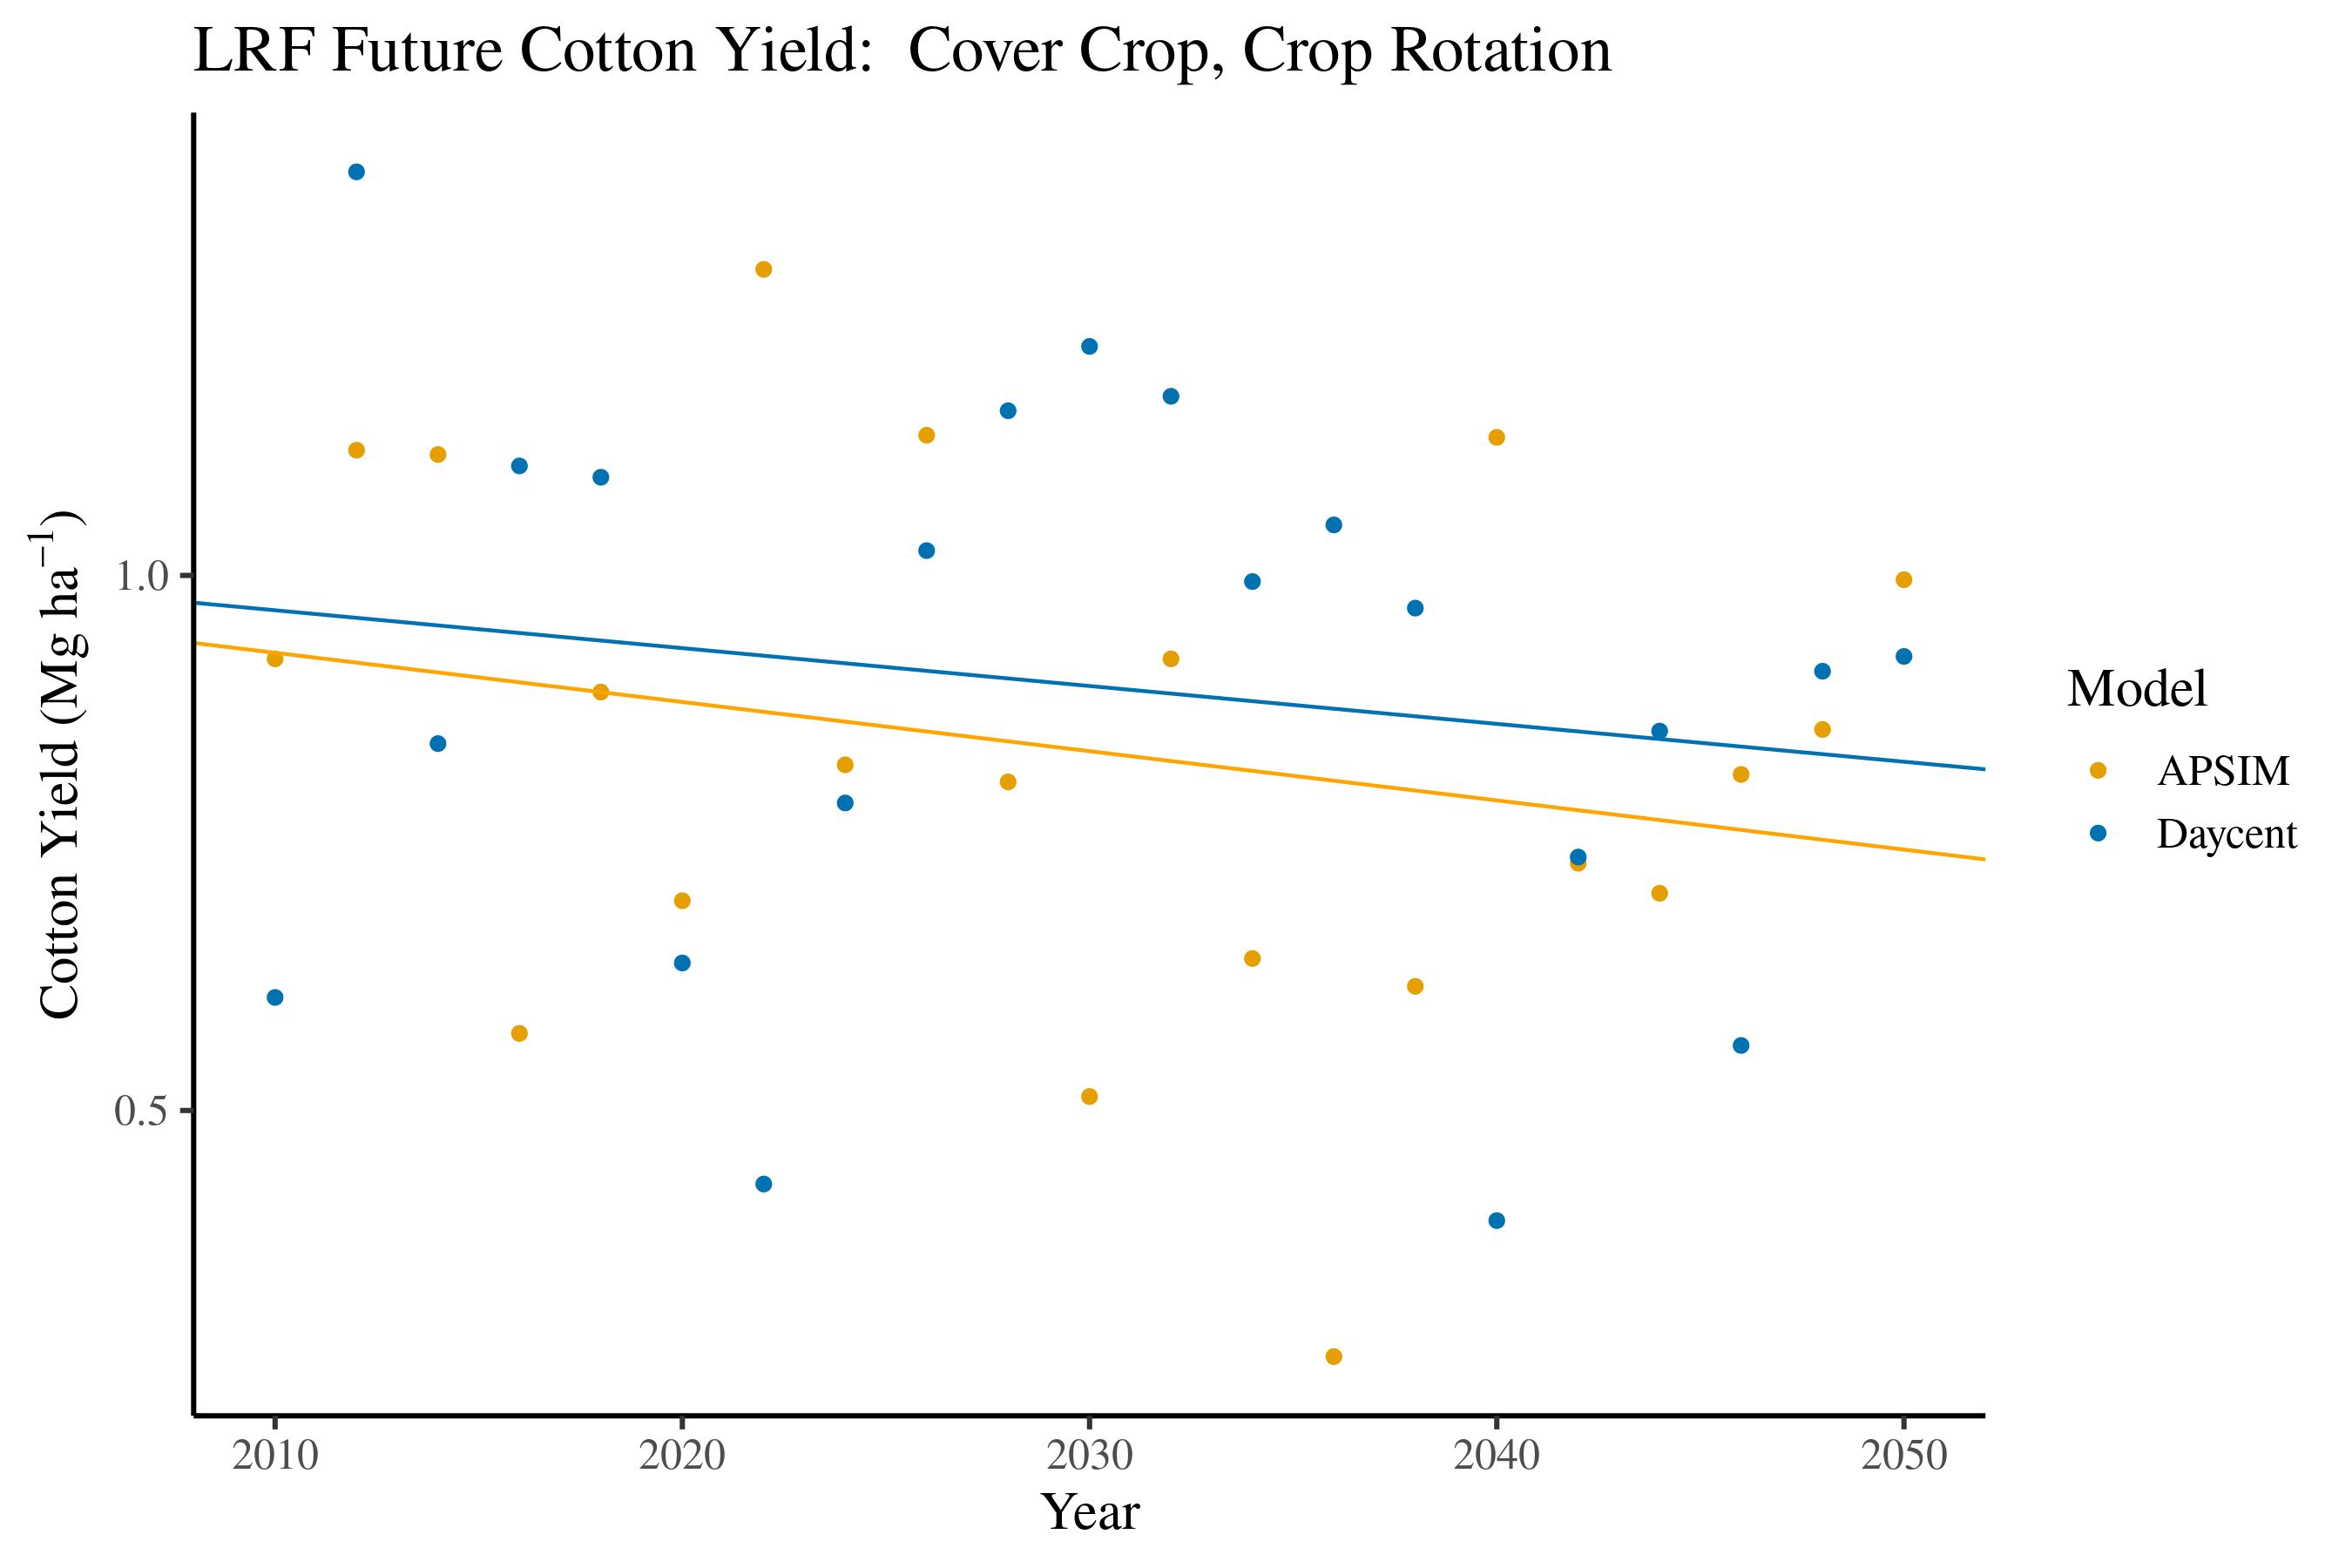 LRF Future Cotton Yield:  Cover Crop, Crop Rotation
Cotton Yield (Mg ha⁻¹)
1.0
0.5
2010 2020 2030 2040 2050
Year
Model
APSIM
Daycent